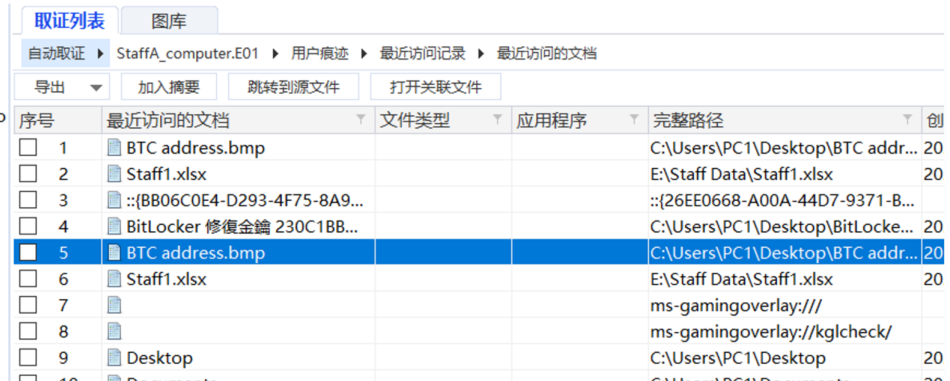 取证列表 图库
自动取证 StaffA_computer.E01 用户痕迹 最近访问记录 最近访问的文档
导出 加入摘要 跳转到源文件 打开关联文件
序号 最近访问的文档 文件类型 应用程序 完整路径 创
1 BTC address.bmp C:\Users\PC1\Desktop\BTC addr... 20
2 Staff1.xlsx E:\Staff Data\Staff1.xlsx 20
3 ::{BB06C0E4-D293-4F75-8A9... ::{26EE0668-A00A-44D7-9371-B...
4 BitLocker 修復金鑰 230C1BB... C:\Users\PC1\Desktop\BitLocke... 20
5 BTC address.bmp C:\Users\PC1\Desktop\BTC addr... 20
6 Staff1.xlsx E:\Staff Data\Staff1.xlsx 20
7 ms-gamingoverlay:///
8 ms-gamingoverlay://kglcheck/
9 Desktop C:\Users\PC1\Desktop 20